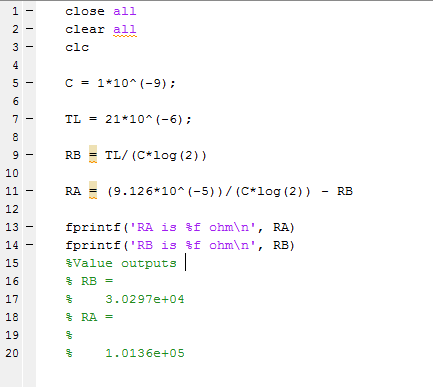 1 - close all
2 - clear all
3 - clc
4
5 - C = 1*10^(-9);
6
7 - TL = 21*10^(-6);
8
9 - RB = TL/(C*log(2))
10
11 - RA = (9.126*10^(-5))/(C*log(2)) - RB
12
13 - fprintf('RA is %f ohm\n', RA)
14 - fprintf('RB is %f ohm\n', RB)
15 %Value outputs
16 % RB =
17 % 3.0297e+04
18 % RA =
19 %
20 % 1.0136e+05